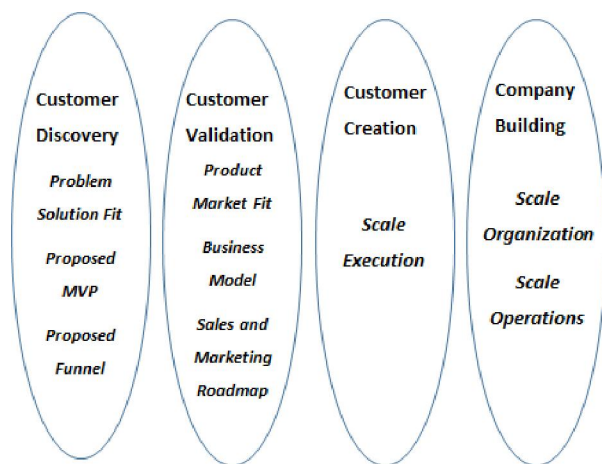 Customer
Discovery
Problem
Solution Fit
Proposed
MVP
Proposed
Funnel
Customer
Validation
Product
Market Fit
Business
Model
Sales and
Marketing
Roadmap
Customer
Creation
Scale
Execution
Company
Building
Scale
Organization
Scale
Operations